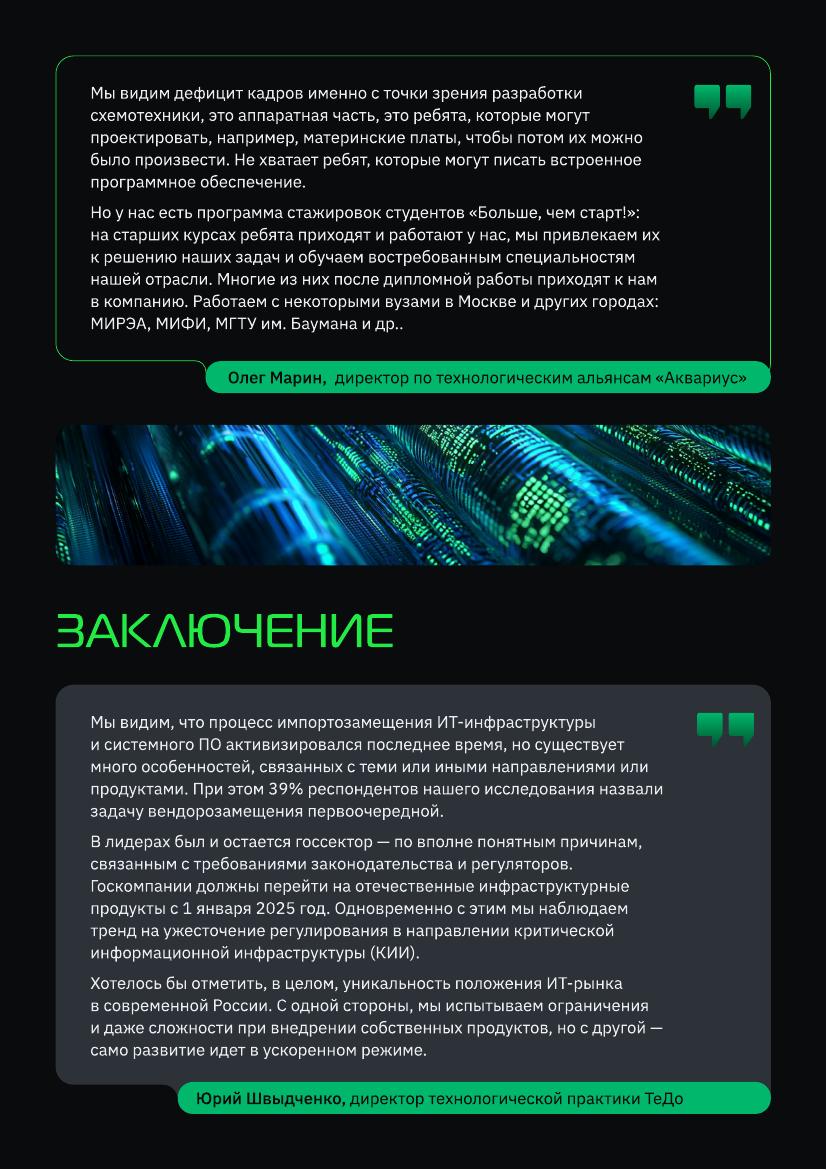 Мы видим дефицит кадров именно с точки зрения разработки
схемотехники, это аппаратная часть, это ребята, которые могут
проектировать, например, материнские платы, чтобы потом их можно
было произвести. Не хватает ребят, которые могут писать встроенное
программное обеспечение.
Но у нас есть программа стажировок студентов «Больше, чем старт!»:
на старших курсах ребята приходят и работают у нас, мы привлекаем их
к решению наших задач и обучаем востребованным специальностям
нашей отрасли. Многие из них после дипломной работы приходят к нам
в компанию. Работаем с некоторыми вузами в Москве и других городах:
МИРЭА, МИФИ, МГТУ им. Баумана и др..
Олег Марин, директор по технологическим альянсам «Аквариус»
ЗАКЛЮЧЕНИЕ
Мы видим, что процесс импортозамещения ИТ-инфраструктуры
и системного ПО активизировался последнее время, но существует
много особенностей, связанных с теми или иными направлениями или
продуктами. При этом 39% респондентов нашего исследования назвали
задачу вендорозамещения первоочередной.
В лидерах был и остается госсектор — по вполне понятным причинам,
связанным с требованиями законодательства и регуляторов.
Госкомпании должны перейти на отечественные инфраструктурные
продукты с 1 января 2025 год. Одновременно с этим мы наблюдаем
тренд на ужесточение регулирования в направлении критической
информационной инфраструктуры (КИИ).
Хотелось бы отметить, в целом, уникальность положения ИТ-рынка
в современной России. С одной стороны, мы испытываем ограничения
и даже сложности при внедрении собственных продуктов, но с другой —
само развитие идет в ускоренном режиме.
Юрий Швыдченко, директор технологической практики ТеДо